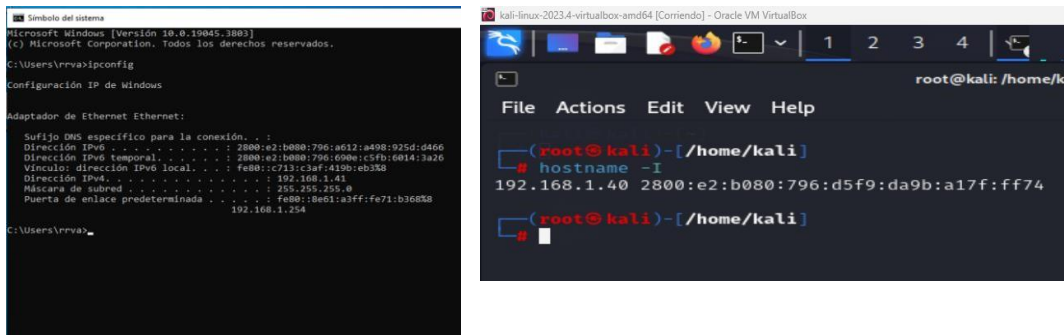 Símbolo del sistema
Microsoft Windows [Versión 10.0.19045.3803]
(c) Microsoft Corporation. Todos los derechos reservados.
C:\Users\rrva>ipconfig
Configuración IP de Windows
Adaptador de Ethernet Ethernet:
Sufijo DNS específico para la conexión. . :
Dirección IPv6 . . . . . . . . . . : 2800:e2:b080:796:a612:a498:925d:d466
Dirección IPv6 temporal. . . . . . : 2800:e2:b080:796:690e:c5fb:6014:3a26
Vínculo: dirección IPv6 local. . . : fe80::c713:c3af:419b:eb3%8
Dirección IPv4. . . . . . . . . . . . . . : 192.168.1.41
Máscara de subred . . . . . . . . . . . . : 255.255.255.0
Puerta de enlace predeterminada . . . . . : fe80::8e61:a3ff:fe71:b368%8
192.168.1.254
C:\Users\rrva>
kali-linux-2023.4-virtualbox-amd64 [Corriendo] - Oracle VM VirtualBox
1 2 3 4
root@kali: /home/k
File Actions Edit View Help
(root@kali)-[/home/kali]
# hostname -I
192.168.1.40 2800:e2:b080:796:d5f9:da9b:a17f:ff74
(root@kali)-[/home/kali]
#